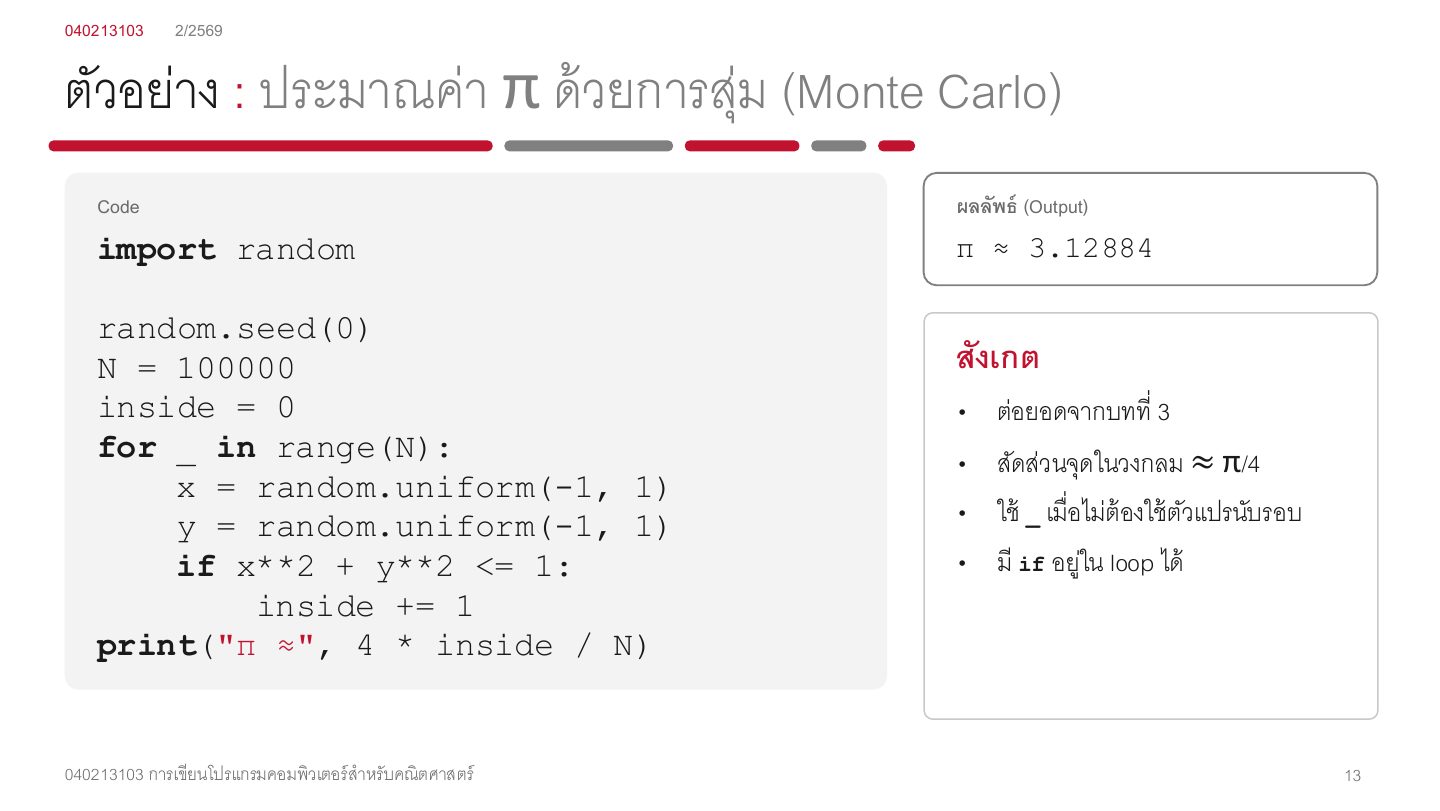 040213103 2/2569
ตัวอย่าง : ประมาณค่า π ด้วยการสุ่ม (Monte Carlo)
Code
import random
random.seed(0)
N = 100000
inside = 0
for _ in range(N):
    x = random.uniform(-1, 1)
    y = random.uniform(-1, 1)
    if x**2 + y**2 <= 1:
        inside += 1
print("π ≈", 4 * inside / N)
ผลลัพธ์ (Output)
π ≈ 3.12884
สังเกต
• ต่อยอดจากบทที่ 3
• สัดส่วนจุดในวงกลม ≈ π/4
• ใช้ _ เมื่อไม่ต้องใช้ตัวแปรนับรอบ
• มี if อยู่ใน loop ได้
040213103 การเขียนโปรแกรมคอมพิวเตอร์สำหรับคณิตศาสตร์
13